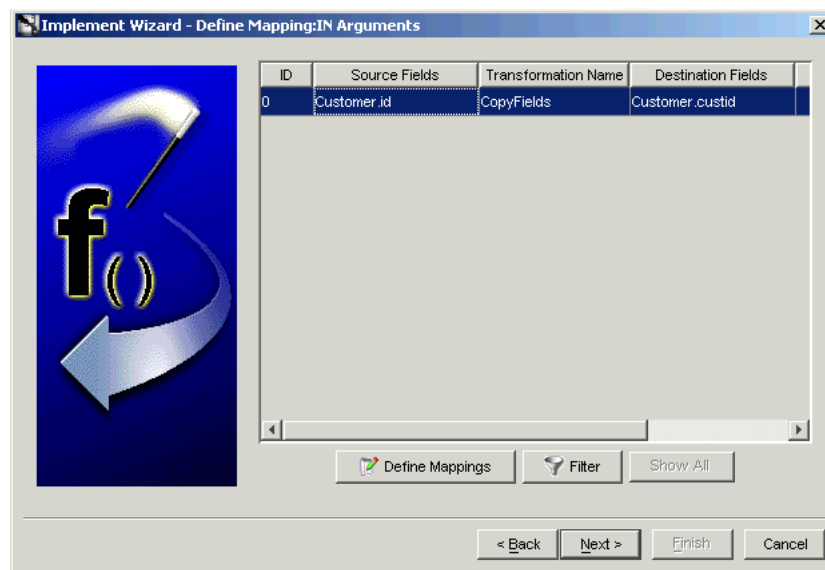 Implement Wizard - Define Mapping:IN Arguments
ID Source Fields Transformation Name Destination Fields
0 Customer.id CopyFields Customer.custid
f()
Define Mappings Filter Show All
< Back Next > Finish Cancel